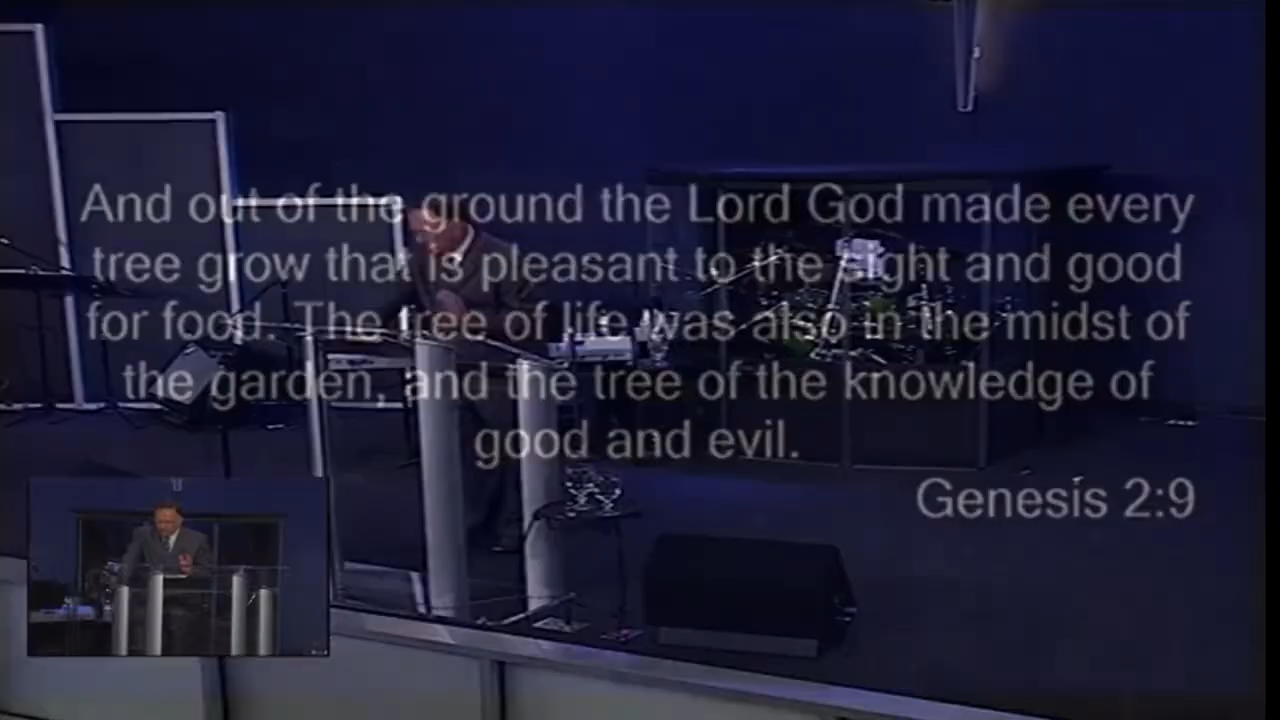 And out of the ground the Lord God made every
tree grow that is pleasant to the sight and good
for food. The tree of life was also in the midst of
the garden, and the tree of the knowledge of
good and evil.
Genesis 2:9